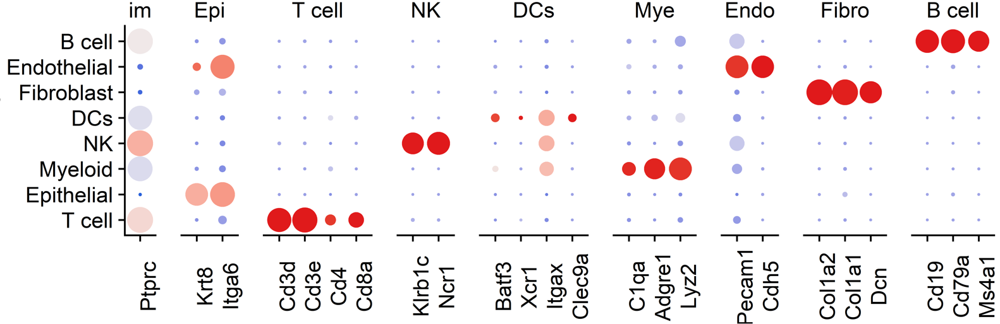 im Epi T cell NK DCs Mye Endo Fibro B cell
B cell
Endothelial
Fibroblast
DCs
NK
Myeloid
Epithelial
T cell
Ptprc Krt8 Itga6 Cd3d Cd3e Cd4 Cd8a Klrb1c Ncr1 Batf3 Xcr1 Itgax Clec9a C1qa Adgre1 Lyz2 Pecam1 Cdh5 Col1a2 Col1a1 Dcn Cd19 Cd79a Ms4a1